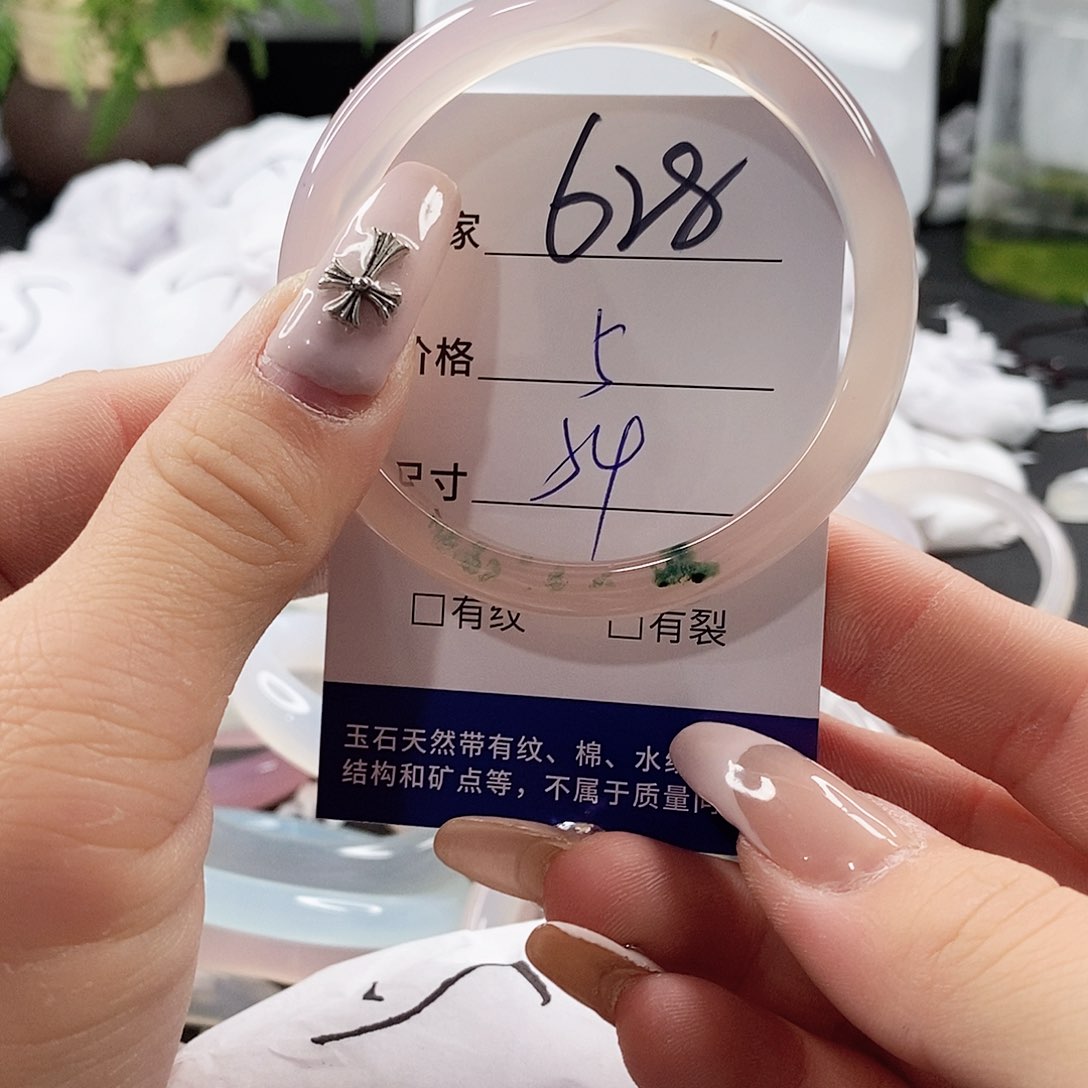 家 628
价格 5
尺寸 54
□有纹 □有裂
玉石天然带有纹、棉、水
结构和矿点等，不属于质量